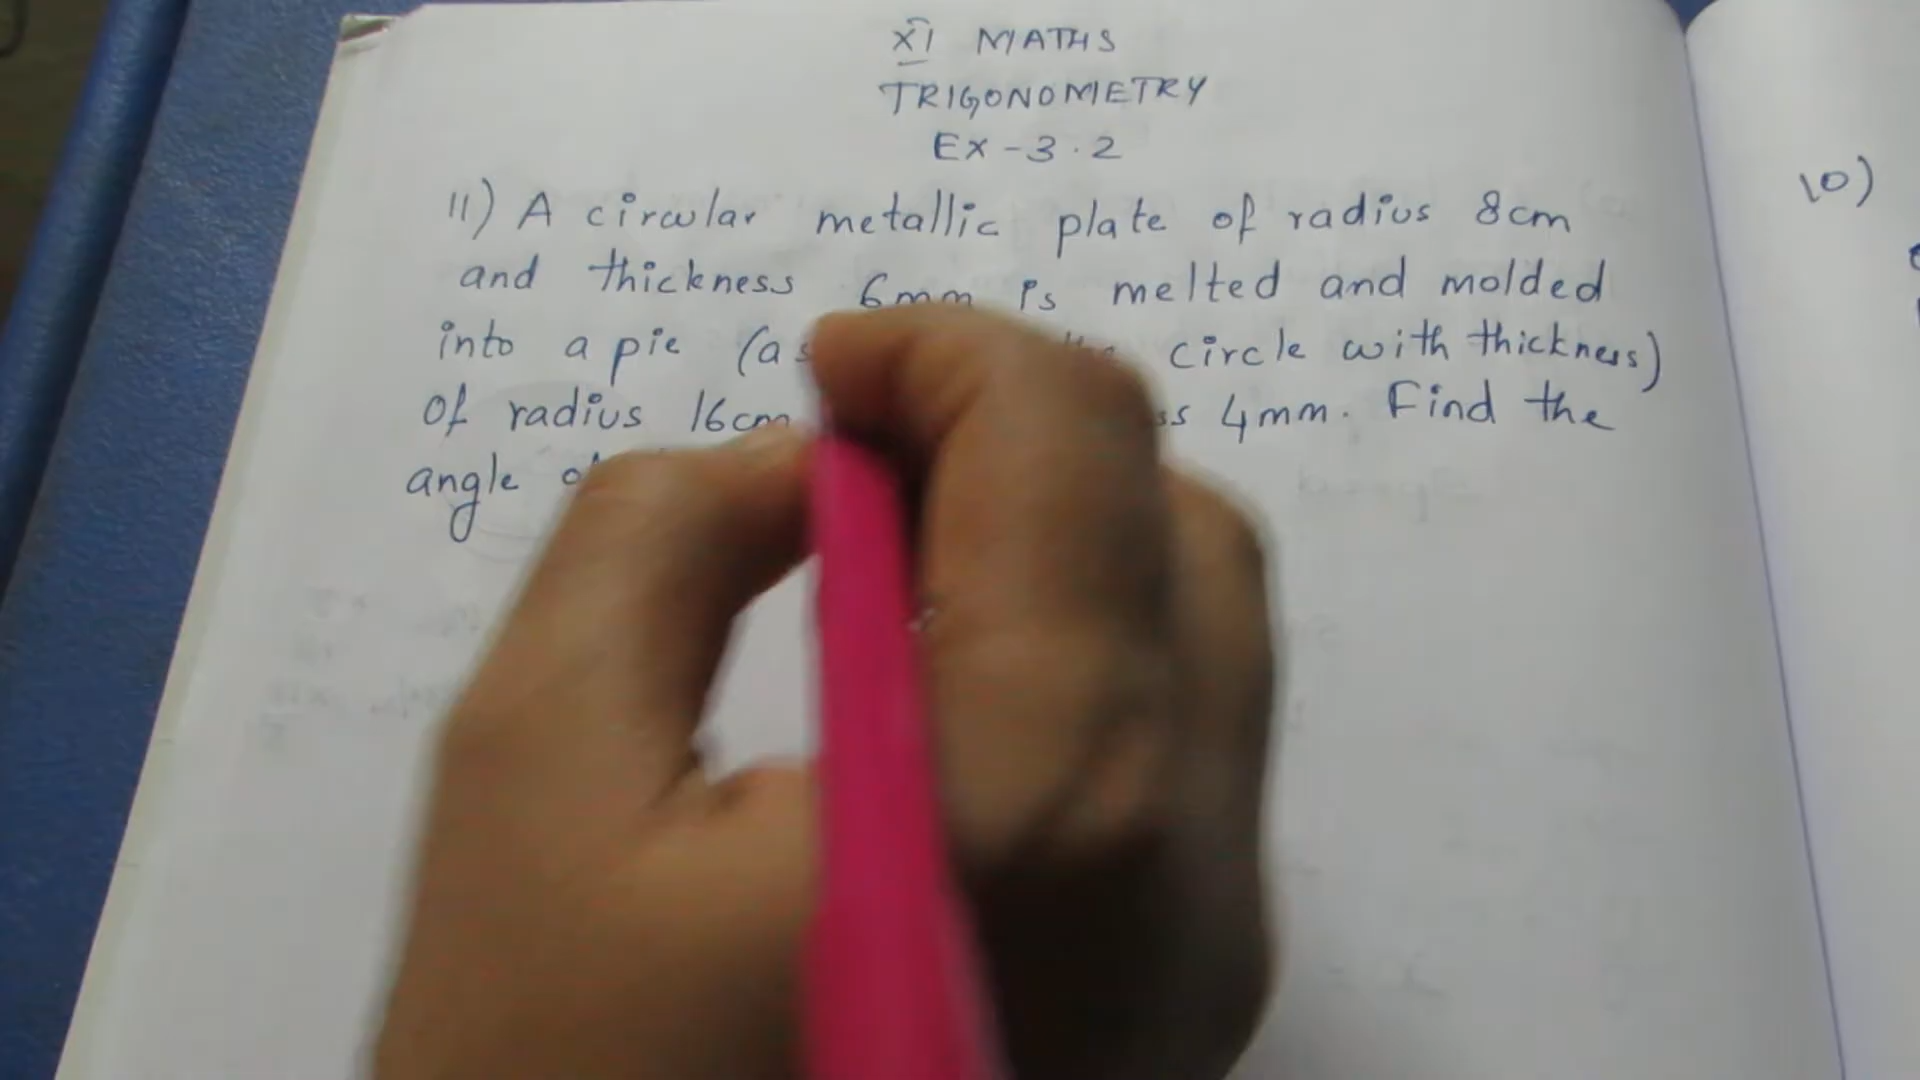 XI MATHS
TRIGONOMETRY
EX-3.2
11) A circular metallic plate of radius 8cm
and thickness 6mm is melted and molded
into a pie (a circle with thickness)
of radius 16cm 4mm. Find the
angle
10)